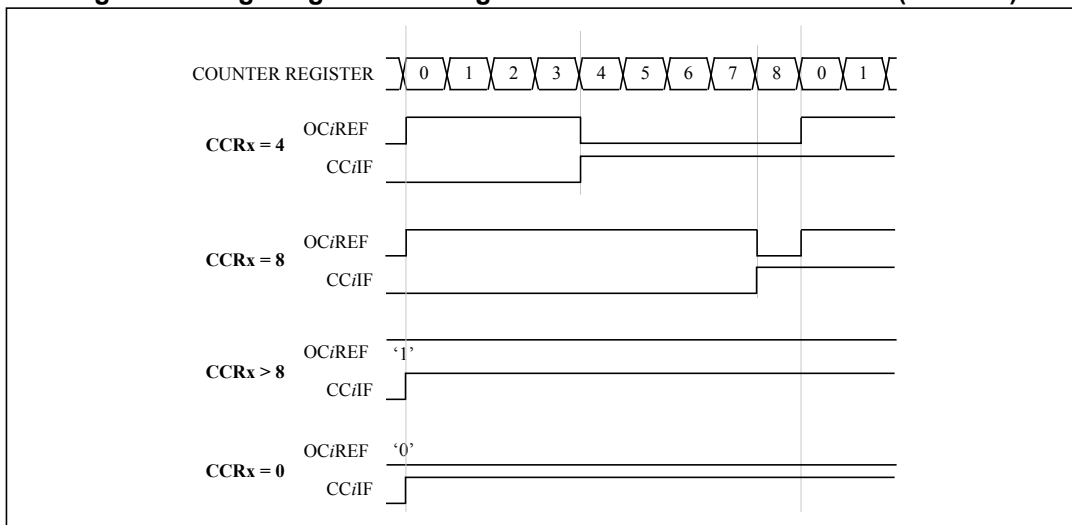 COUNTER REGISTER 0 1 2 3 4 5 6 7 8 0 1
CCRx = 4
OCiREF
CCiIF
CCRx = 8
OCiREF
CCiIF
CCRx > 8
OCiREF ‘1’
CCiIF
CCRx = 0
OCiREF ‘0’
CCiIF